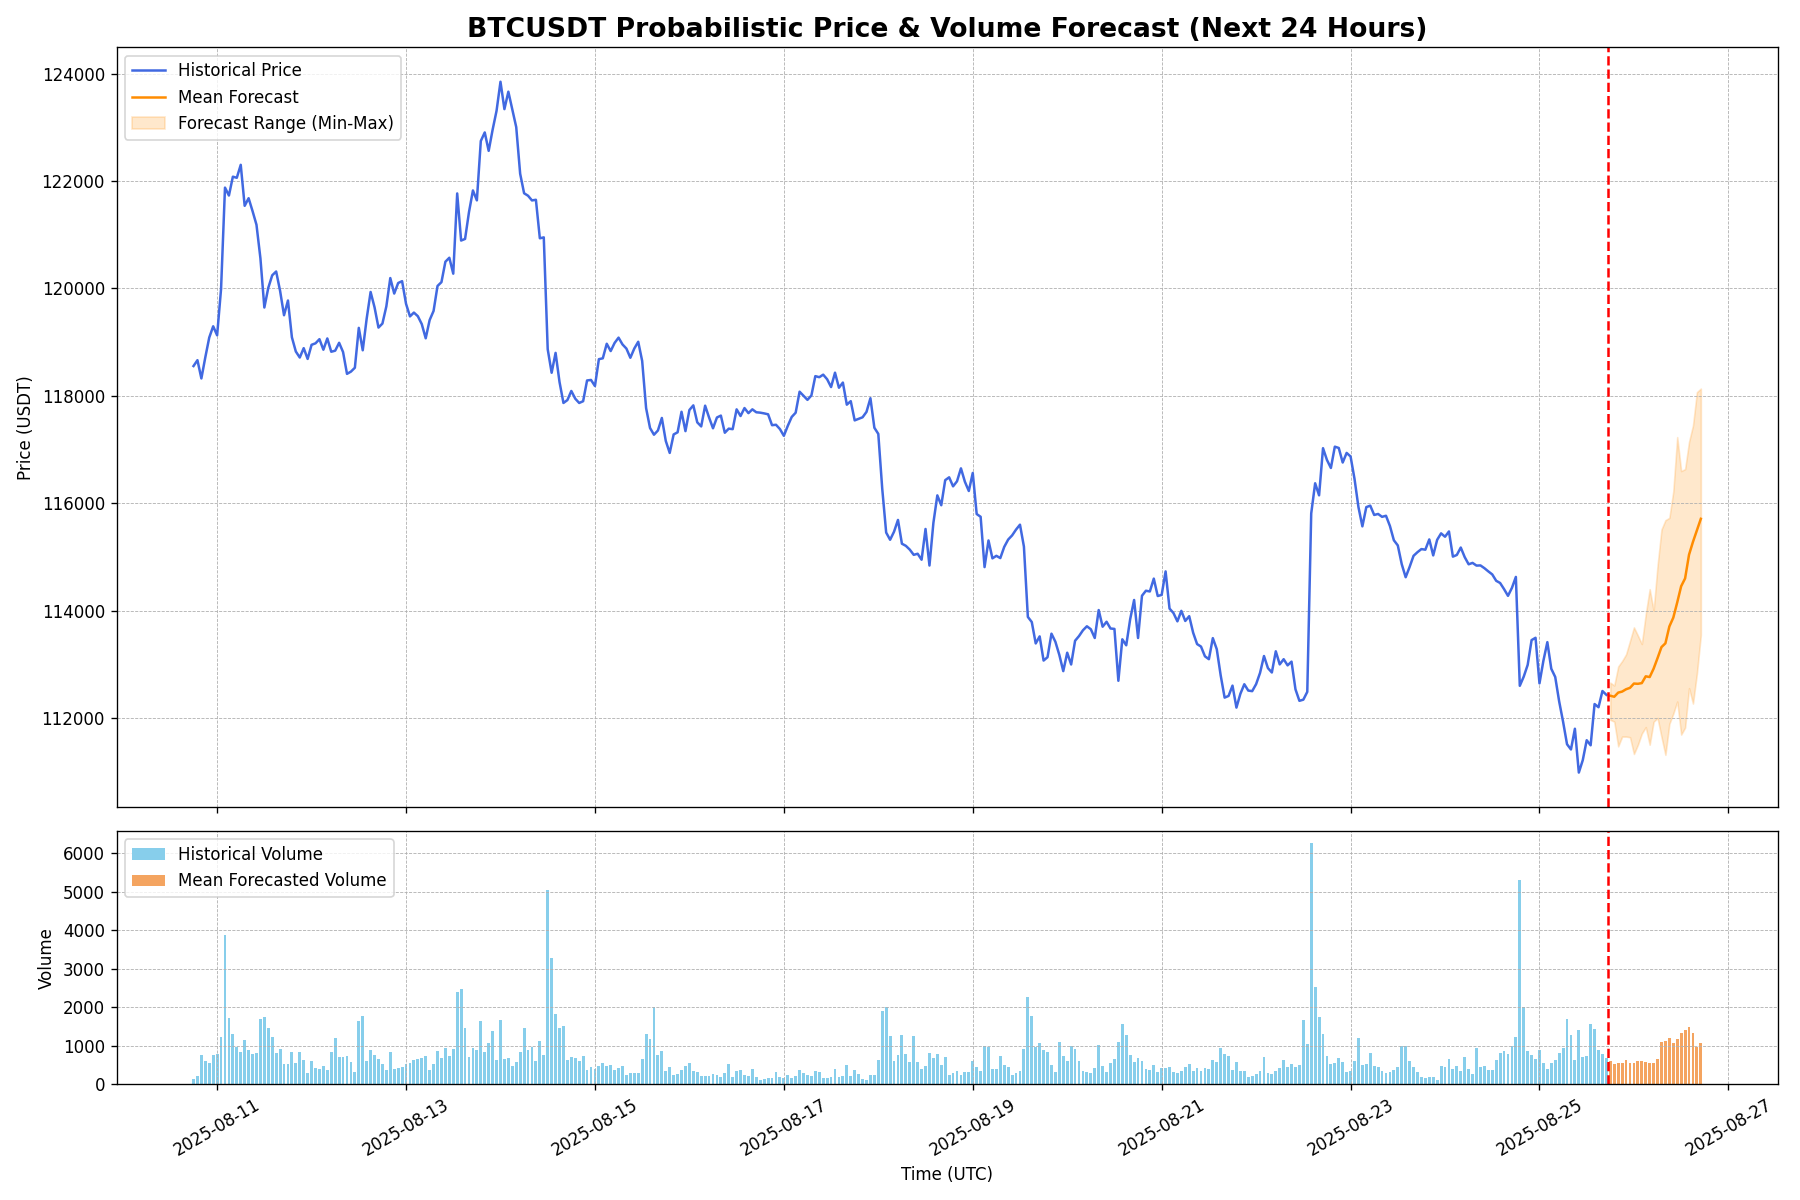 BTCUSDT Probabilistic Price & Volume Forecast (Next 24 Hours)
Historical Price
Mean Forecast
Forecast Range (Min-Max)
124000
122000
120000
118000
116000
114000
112000
Price (USDT)
Historical Volume
Mean Forecasted Volume
6000
5000
4000
3000
2000
1000
0
Volume
2025-08-11
2025-08-13
2025-08-15
2025-08-17
2025-08-19
2025-08-21
2025-08-23
2025-08-25
2025-08-27
Time (UTC)